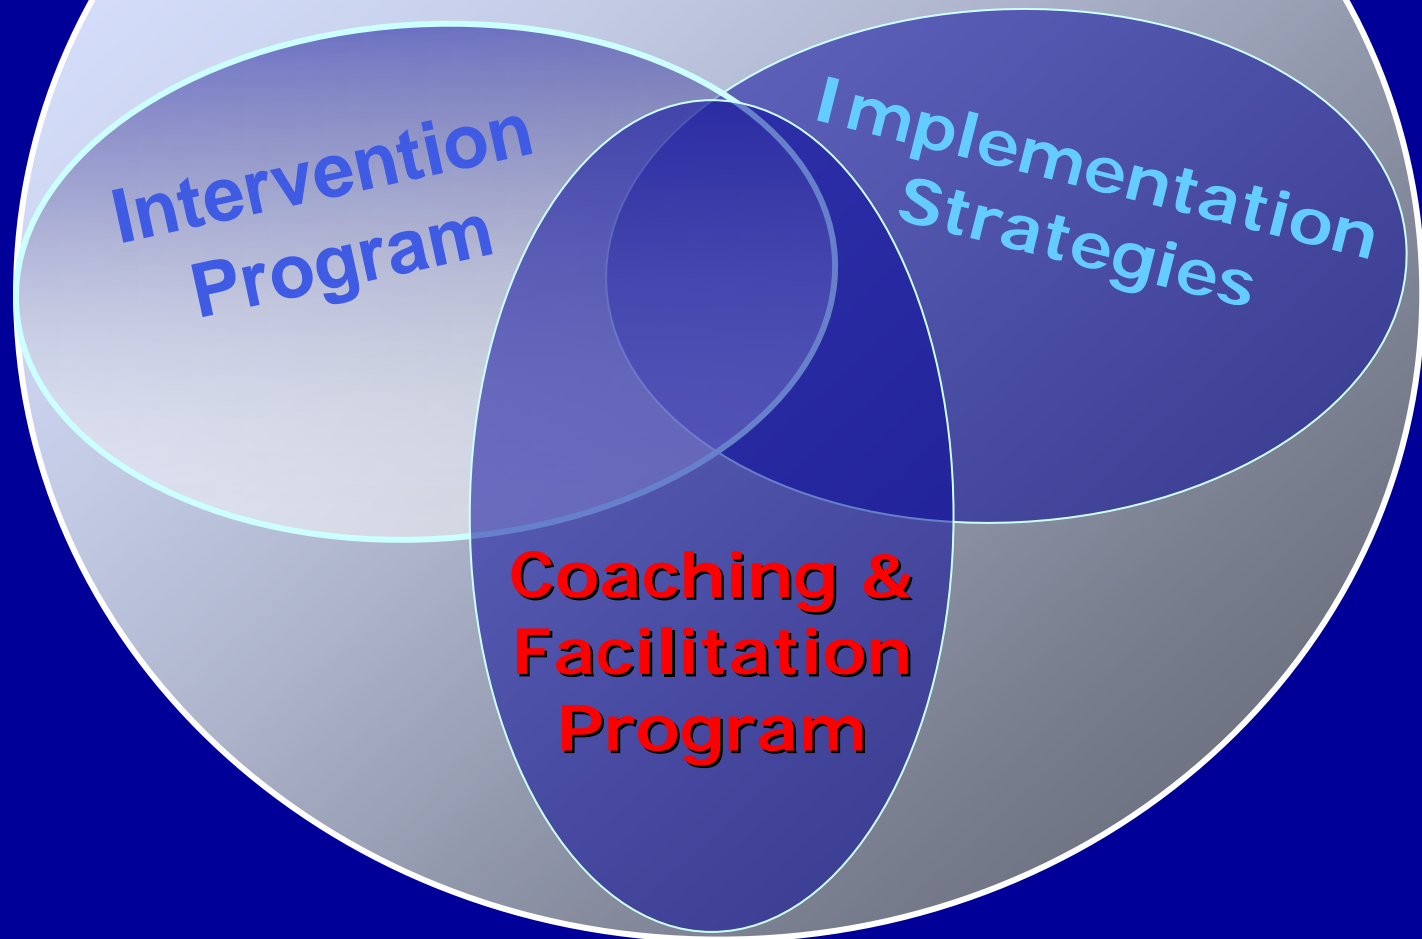 Intervention
Program
Implementation
Strategies
Coaching &
Facilitation
Program